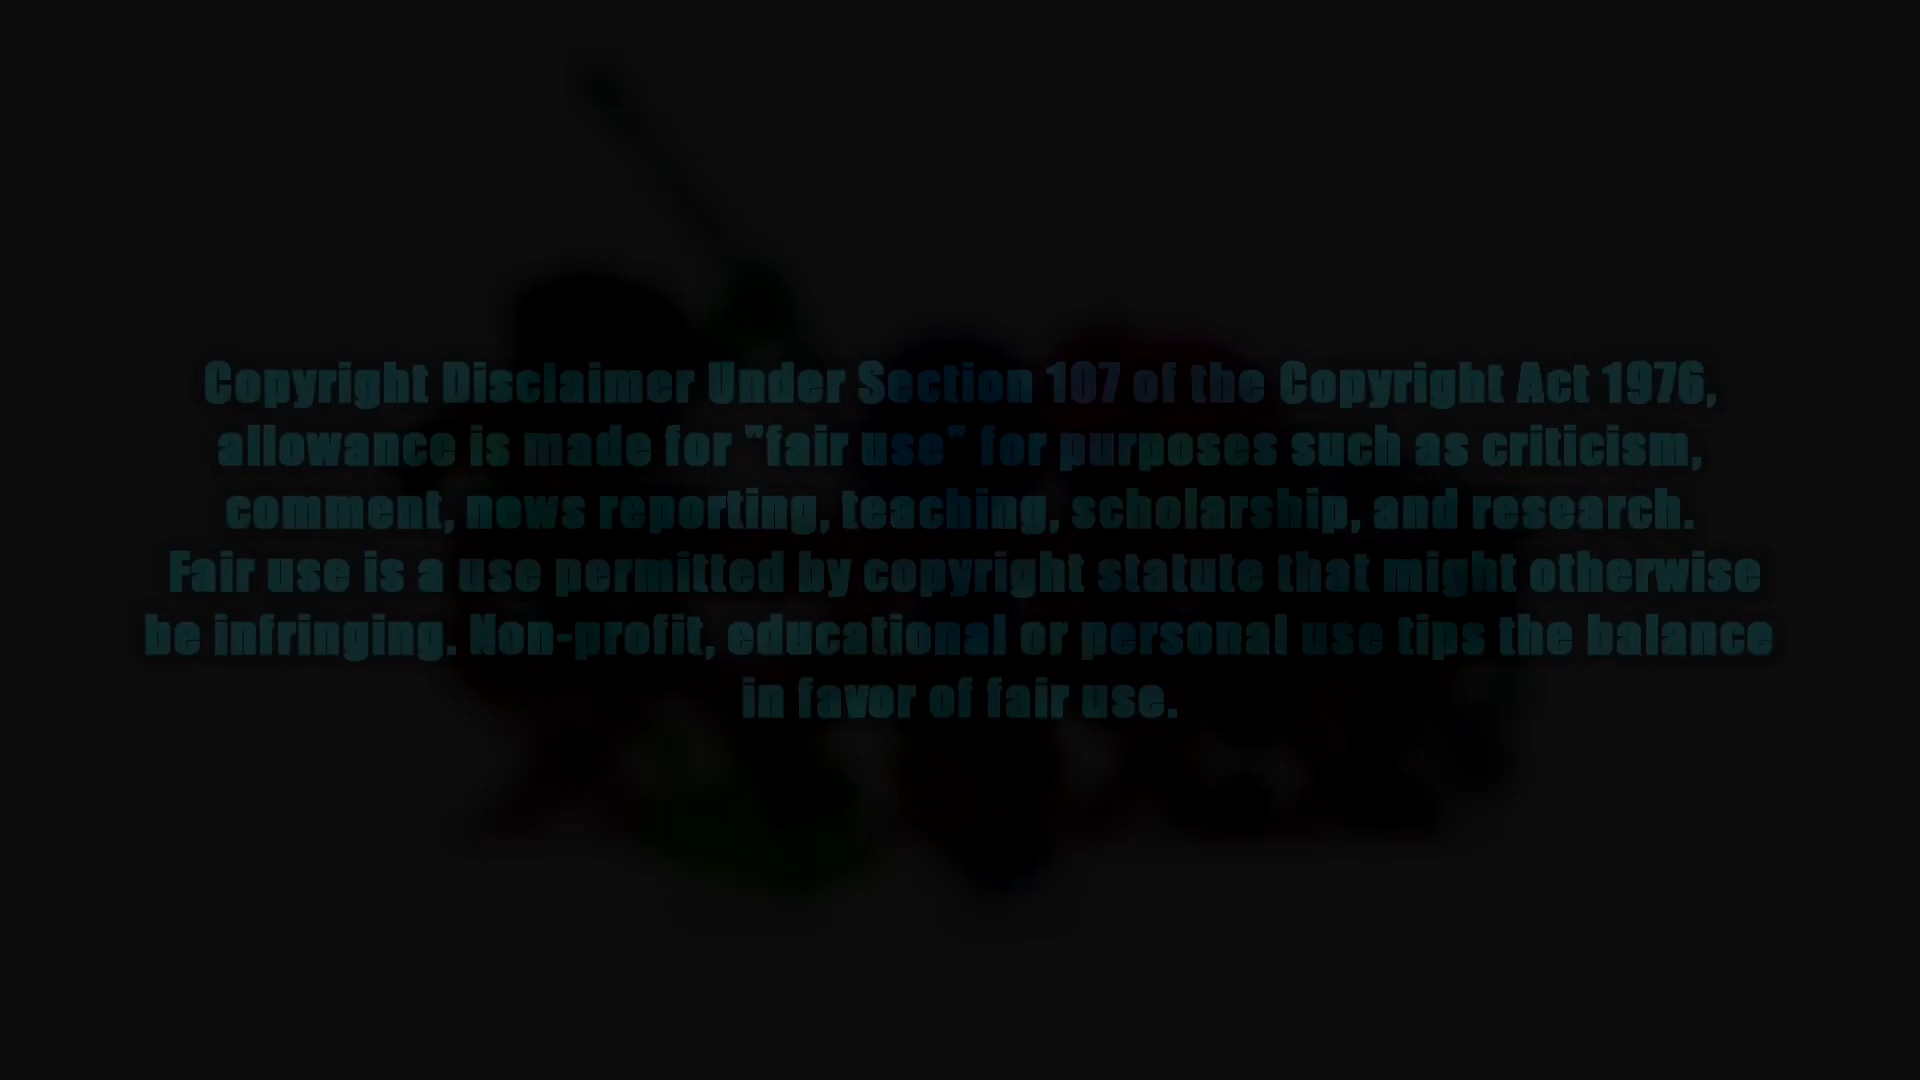 Copyright Disclaimer Under Section 107 of the Copyright Act 1976,
allowance is made for "fair use" for purposes such as criticism,
comment, news reporting, teaching, scholarship, and research.
Fair use is a use permitted by copyright statute that might otherwise
be infringing. Non-profit, educational or personal use tips the balance
in favor of fair use.